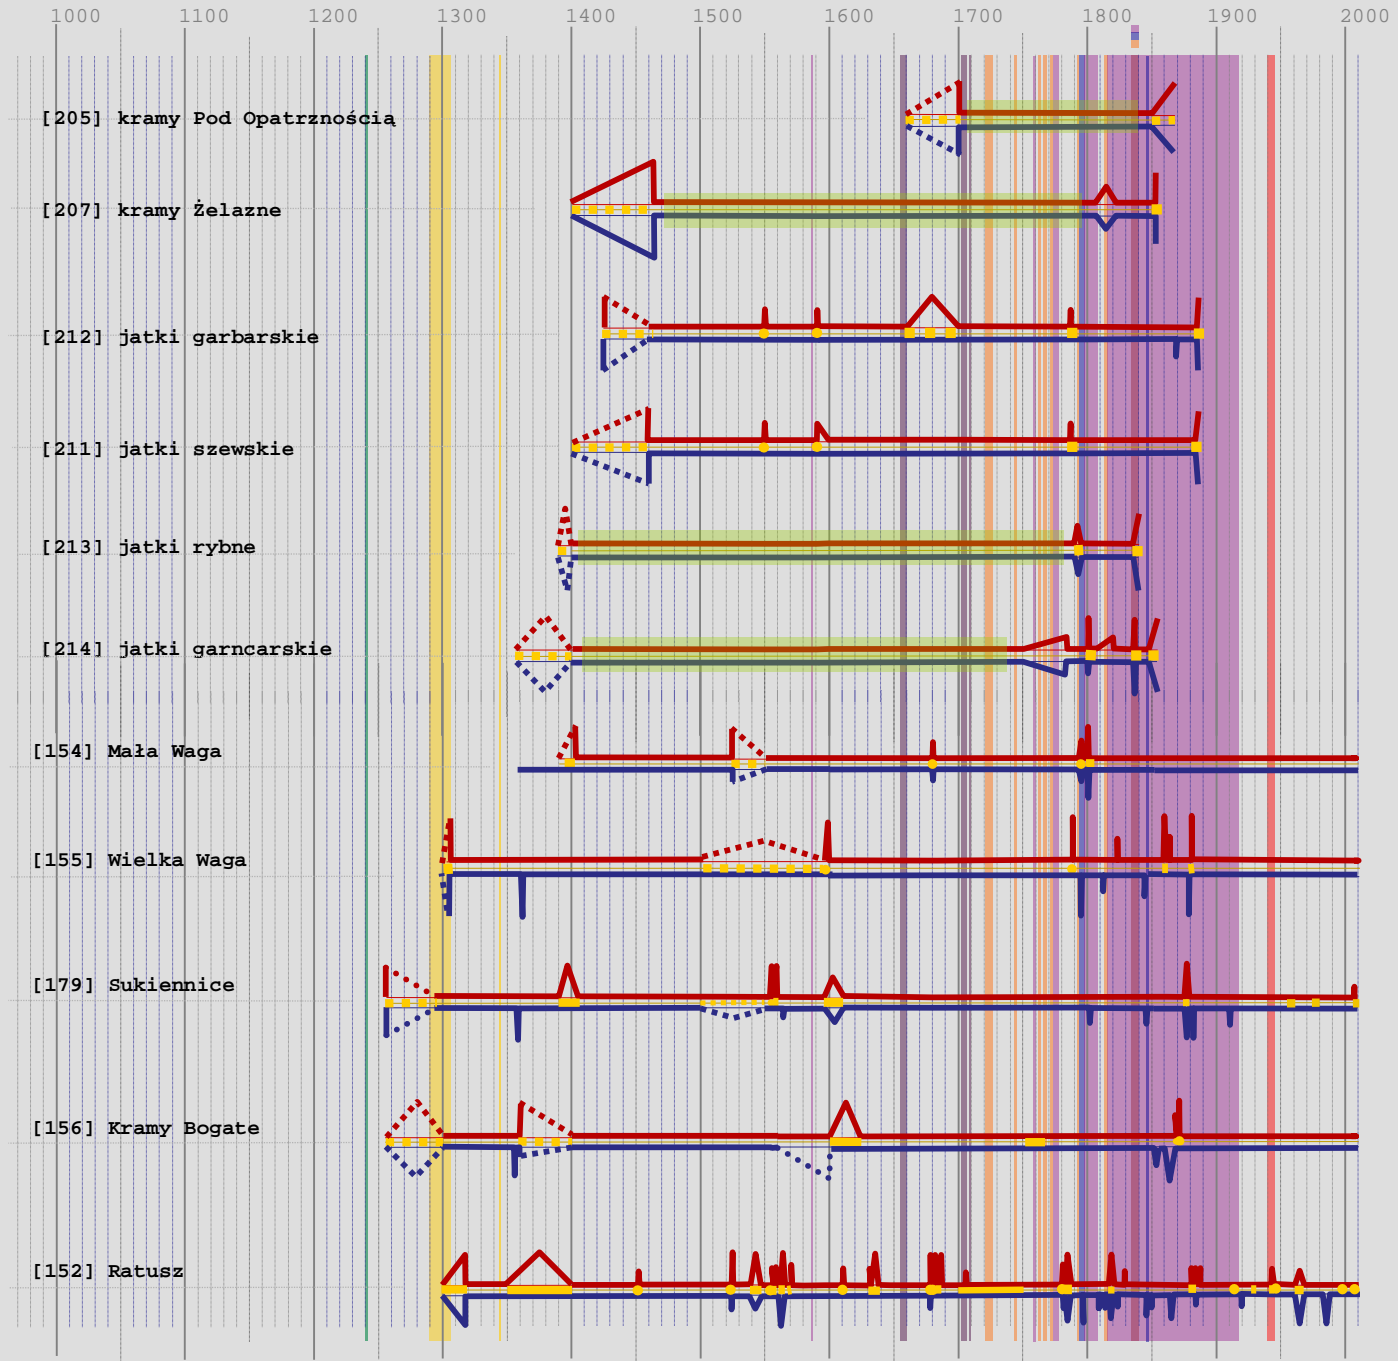 1000 1100 1200 1300 1400 1500 1600 1700 1800 1900 2000
[205] kramy Pod Opatrznością
[207] kramy Żelazne
[212] jatki garbarskie
[211] jatki szewskie
[213] jatki rybne
[214] jatki garncarskie
[154] Mała Waga
[155] Wielka Waga
[179] Sukiennice
[156] Kramy Bogate
[152] Ratusz